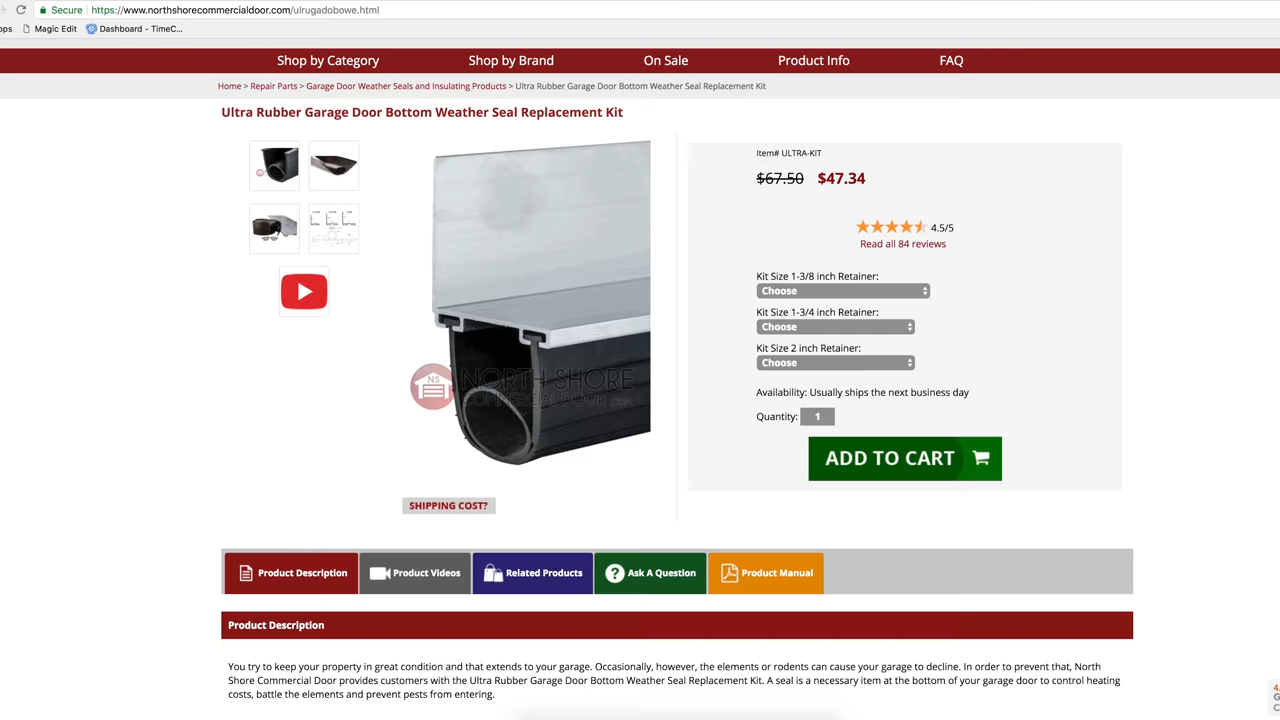 Secure https://www.northshorecommercialdoor.com/ulrugadobowe.html
Magic Edit Dashboard - TimeC...
Shop by Category Shop by Brand On Sale Product Info FAQ
Home > Repair Parts > Garage Door Weather Seals and Insulating Products > Ultra Rubber Garage Door Bottom Weather Seal Replacement Kit
Ultra Rubber Garage Door Bottom Weather Seal Replacement Kit
NS
NORTH SHORE
COMMERCIALDOOR.com
SHIPPING COST?
Item# ULTRA-KIT
$67.50 $47.34
4.5/5
Read all 84 reviews
Kit Size 1-3/8 inch Retainer:
Choose
Kit Size 1-3/4 inch Retainer:
Choose
Kit Size 2 inch Retainer:
Choose
Availability: Usually ships the next business day
Quantity: 1
ADD TO CART
Product Description Product Videos Related Products Ask A Question Product Manual
Product Description
You try to keep your property in great condition and that extends to your garage. Occasionally, however, the elements or rodents can cause your garage to decline. In order to prevent that, North
Shore Commercial Door provides customers with the Ultra Rubber Garage Door Bottom Weather Seal Replacement Kit. A seal is a necessary item at the bottom of your garage door to control heating
costs, battle the elements and prevent pests from entering.